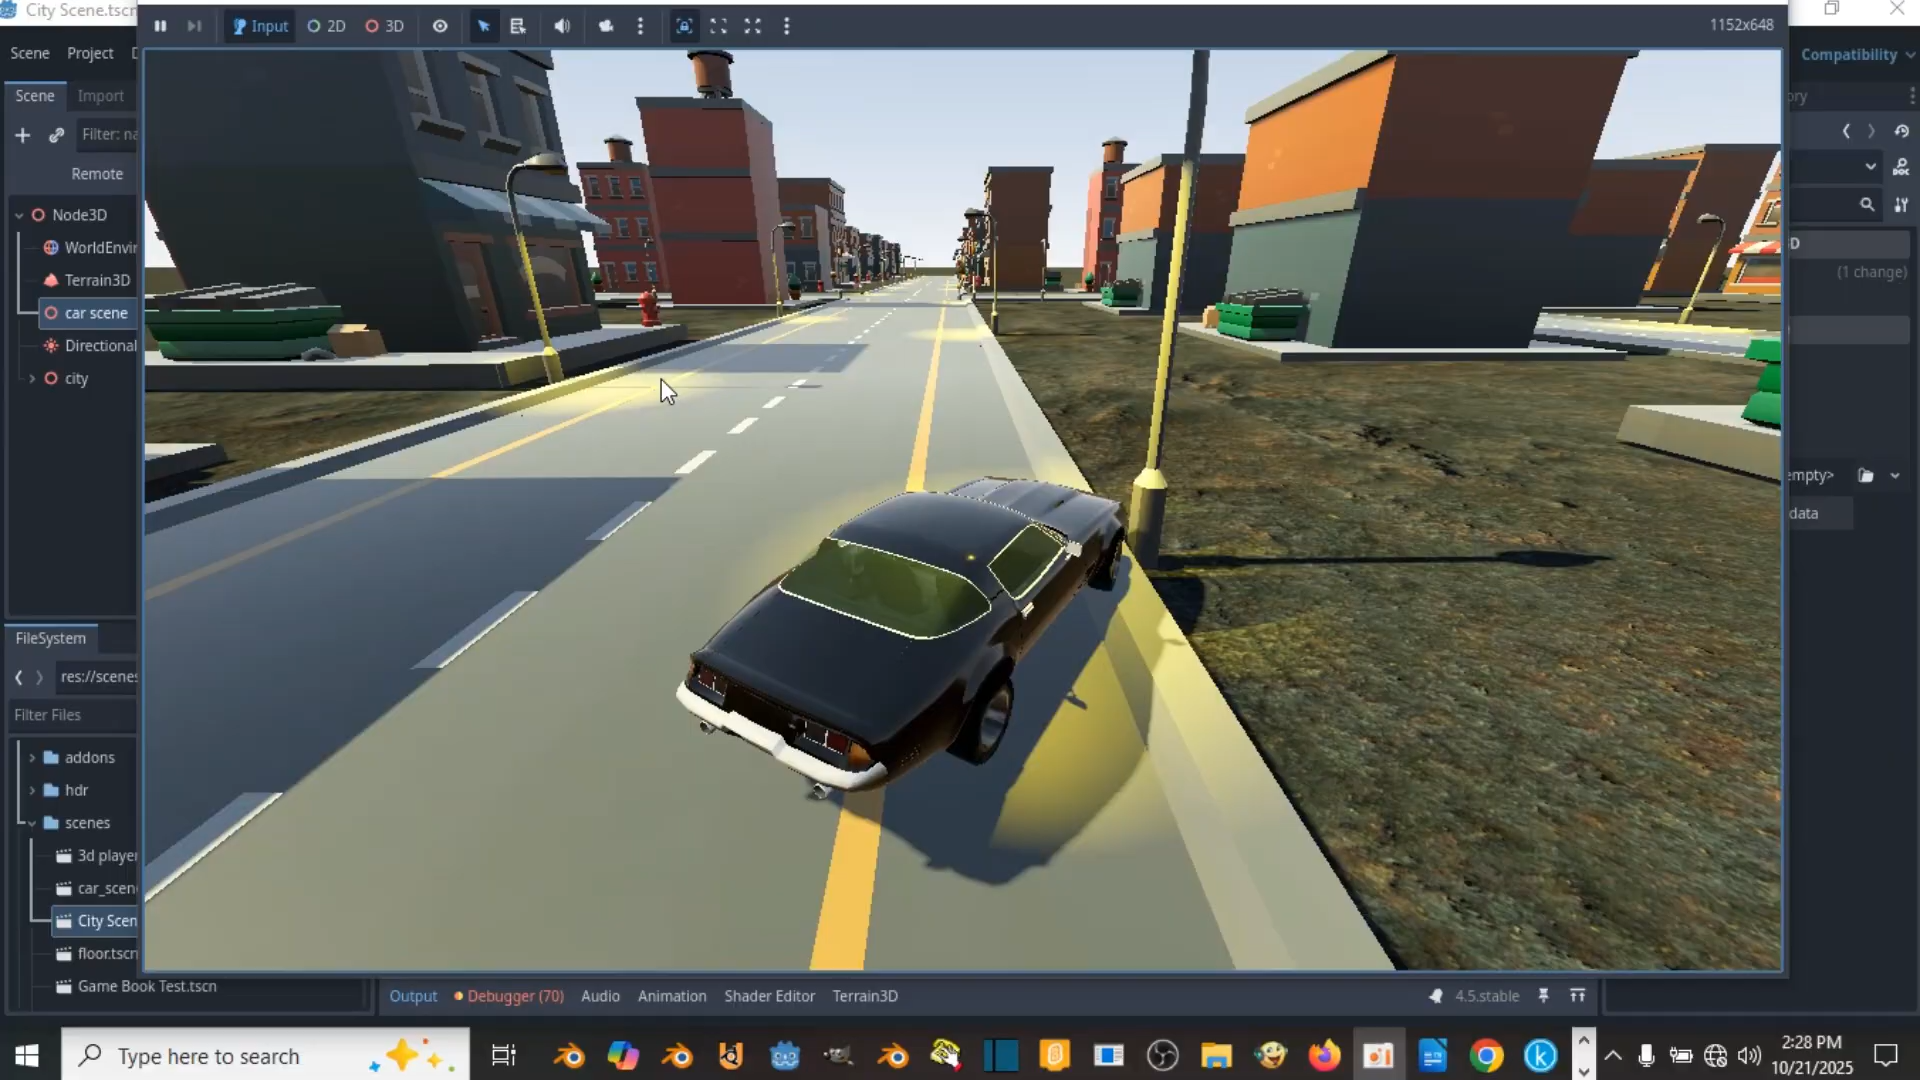 City Scene.tscn
Input 2D 3D
1152x648
Scene Project
Compatibility
Scene Import
Filter: na
Remote
Node3D
WorldEnvir
Terrain3D
car scene
Directional
city
(1 change)
empty>
data
FileSystem
res://scenes
Filter Files
addons
hdr
scenes
3d player
car_scen
City Scen
floor.tscn
Game Book Test.tscn
Output Debugger (70) Audio Animation Shader Editor Terrain3D
4.5.stable
Type here to search
2:28 PM
10/21/2025